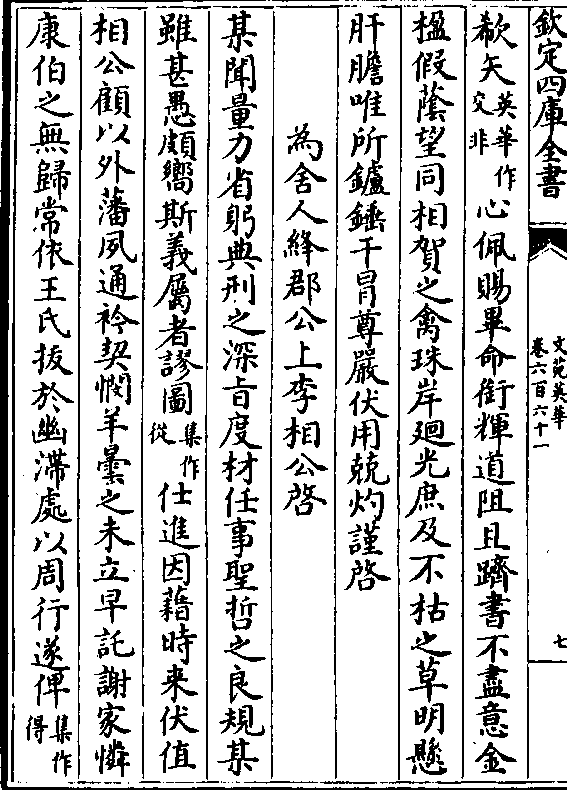 欽定四庫全書
文苑英華
卷六百六十一
七
歘矢英華作交非心佩賜畢命銜輝道阻且躋書不盡意金
榅假蔭望同相賀之禽珠岸迴光庶及不枯之草明懸
肝膽唯所鑪錘干冒尊嚴伏用兢灼謹啓
為舍人絳郡公上李相公啓
某聞量力省躬典刑之深旨度材任事聖哲之良規某
雖甚愚頗嚮斯義屬者謬圖集作從仕進因藉時來伏值
相公顧以外藩夙通衿契憫羊曇之未立早託謝家憐
康伯之無歸常依王氏拔於幽滯處以周行遂俾集作得